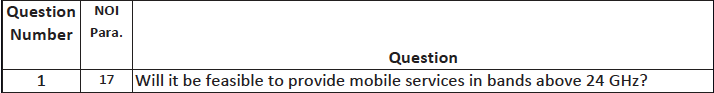 Question NOI
Number Para.
Question
1 17 Will it be feasible to provide mobile services in bands above 24 GHz?